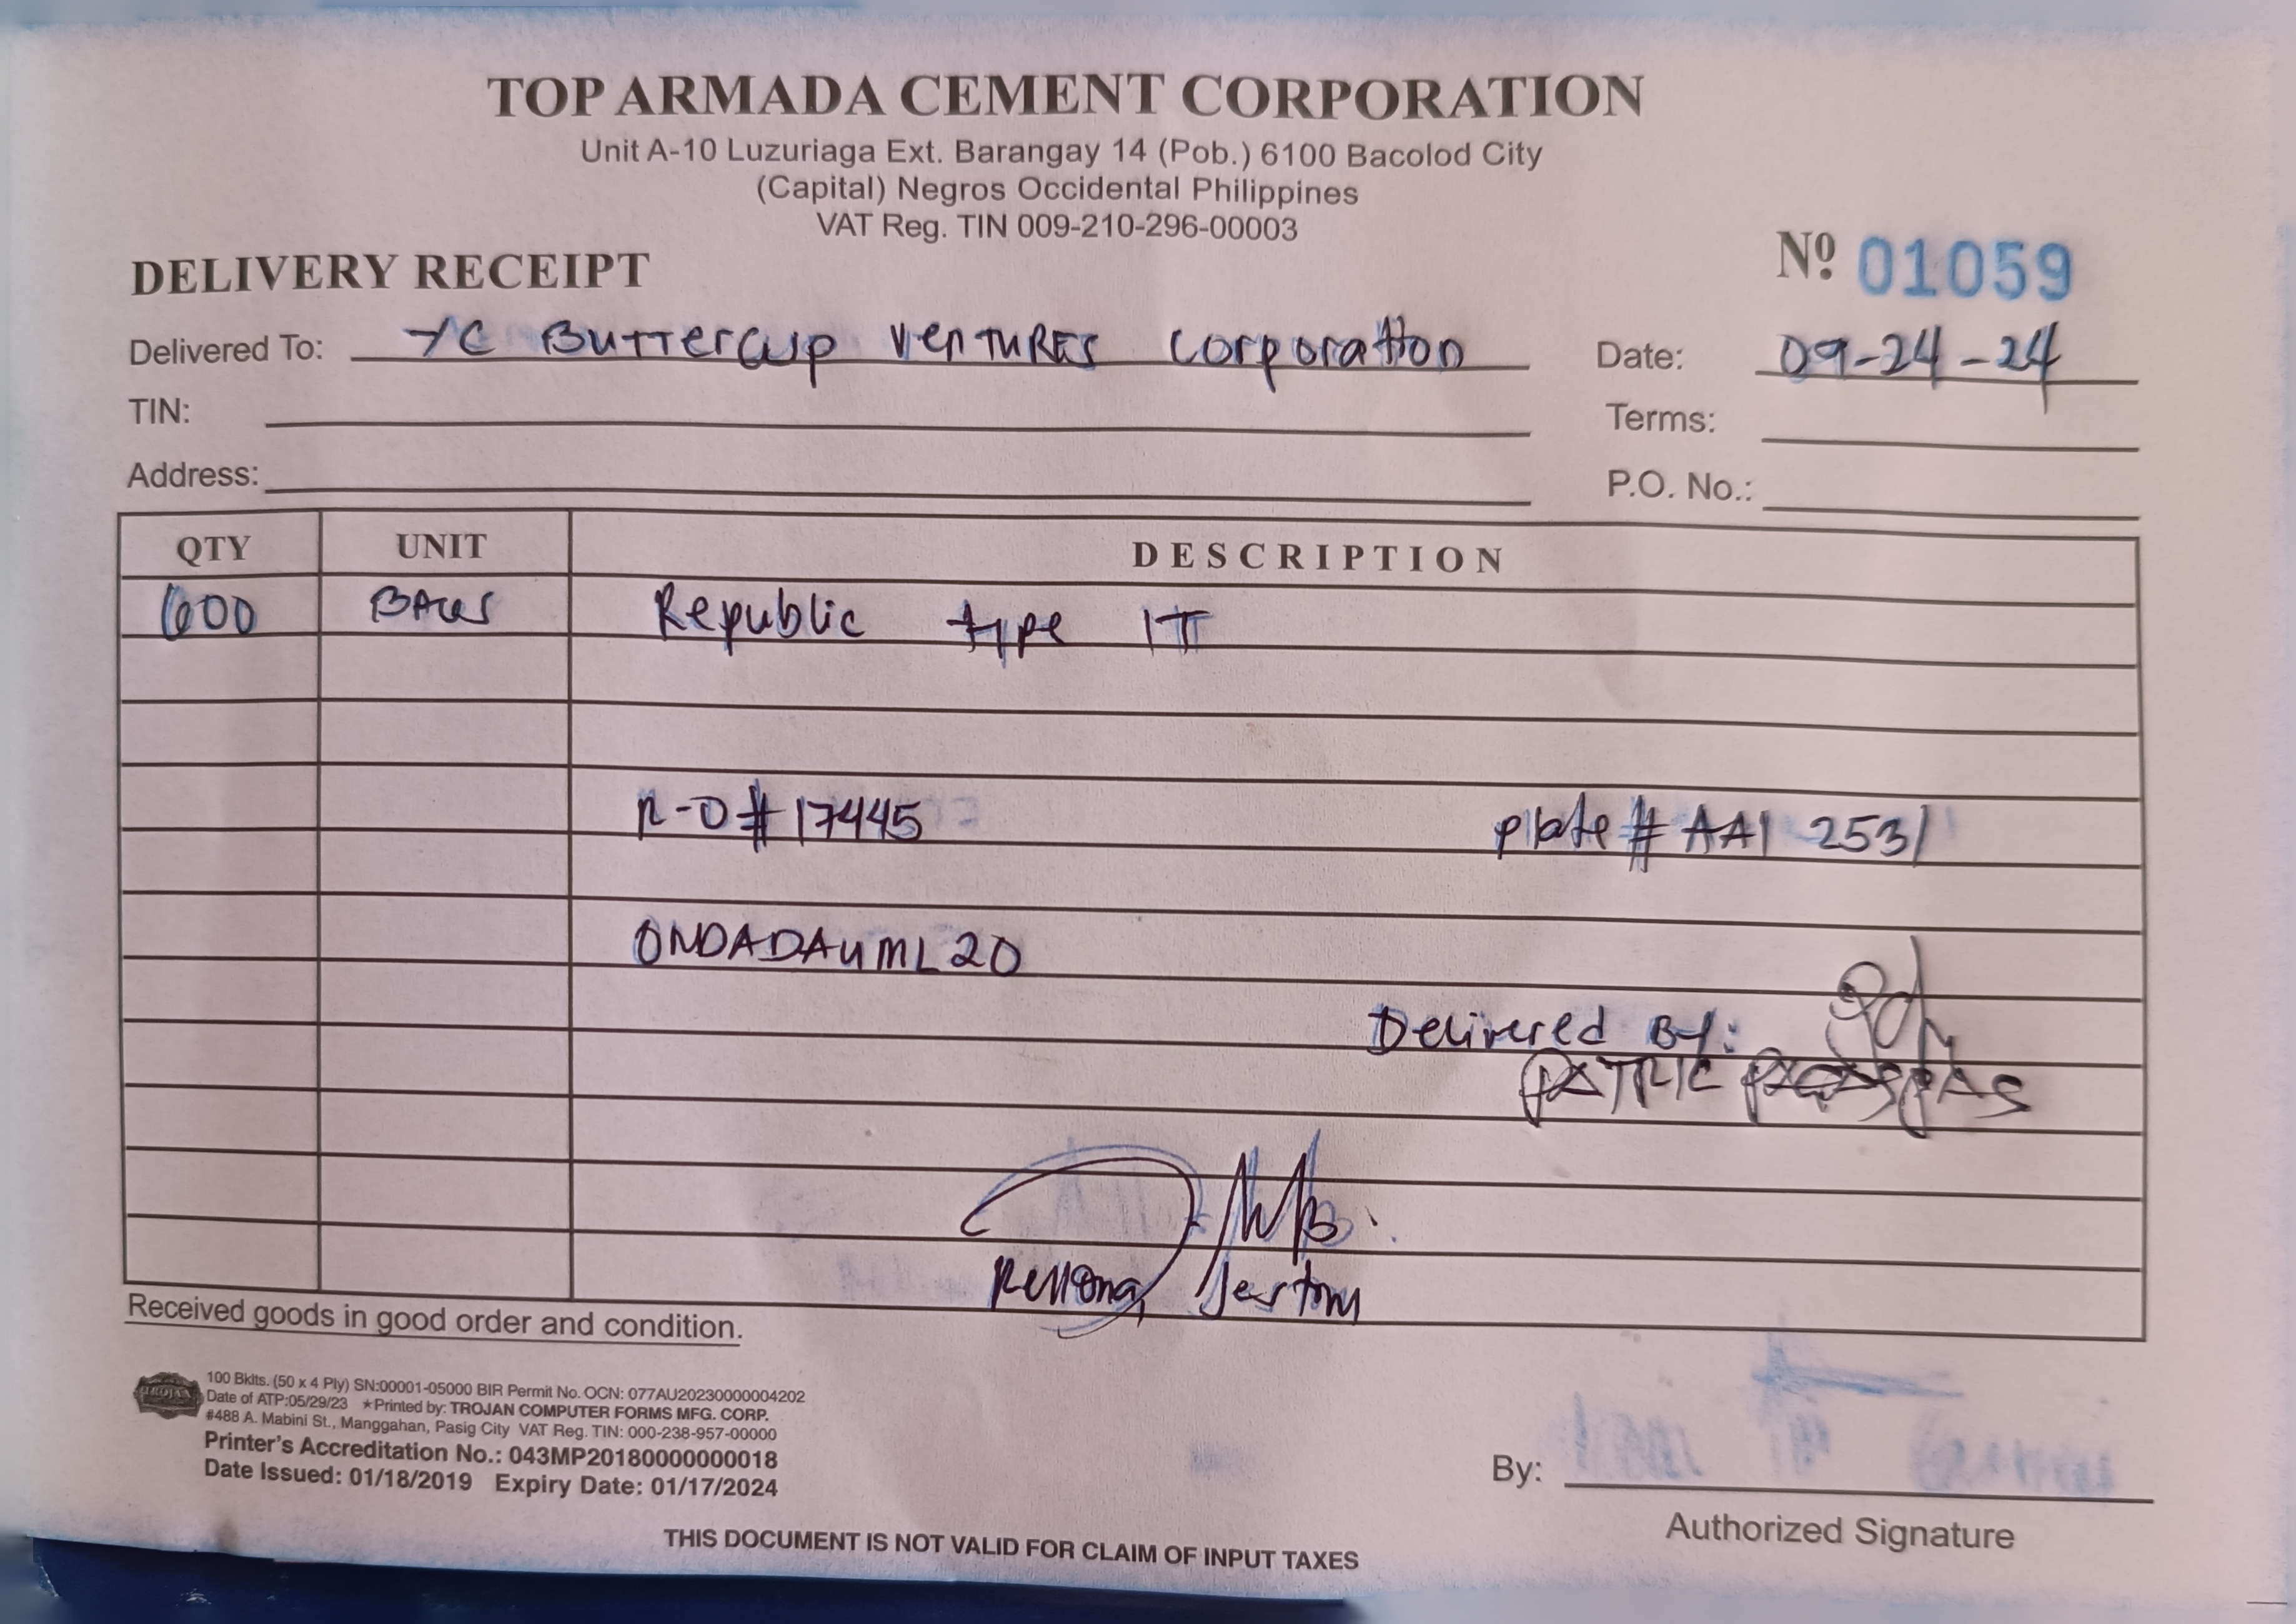 TOP ARMADA CEMENT CORPORATION
Unit A-10 Luzuriaga Ext. Barangay 14 (Pob.) 6100 Bacolod City
(Capital) Negros Occidental Philippines
VAT Reg. TIN 009-210-296-00003
DELIVERY RECEIPT Nº 01059
Delivered To: 7C Buttercup Ventures Corporation Date: 09-24-24
TIN: Terms:
Address: P.O. No.:
QTY UNIT DESCRIPTION
600 BAGS Republic type IT
R-O# 17445 plate # AAI 2531
ONDADAUML20
Delivered By:
PATRIC
Received goods in good order and condition.
TROJAN
100 Bklts. (50 x 4 Ply) SN:00001-05000 BIR Permit No. OCN: 077AU20230000004202
Date of ATP:05/29/23 ★Printed by: TROJAN COMPUTER FORMS MFG. CORP.
#488 A. Mabini St., Manggahan, Pasig City VAT Reg. TIN: 000-238-957-00000
Printer's Accreditation No.: 043MP20180000000018
Date Issued: 01/18/2019 Expiry Date: 01/17/2024
By:
Authorized Signature
THIS DOCUMENT IS NOT VALID FOR CLAIM OF INPUT TAXES